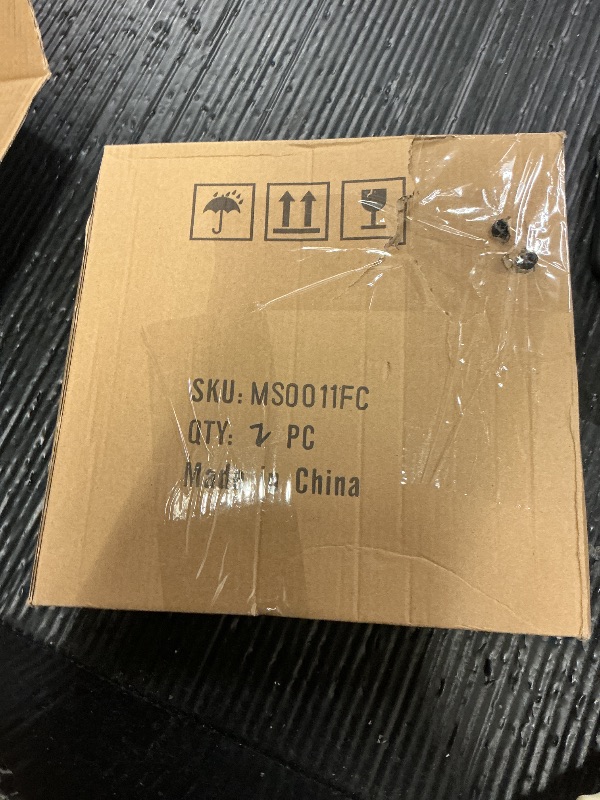 SKU: MS0011FC
QTY: 2 PC
Made in China